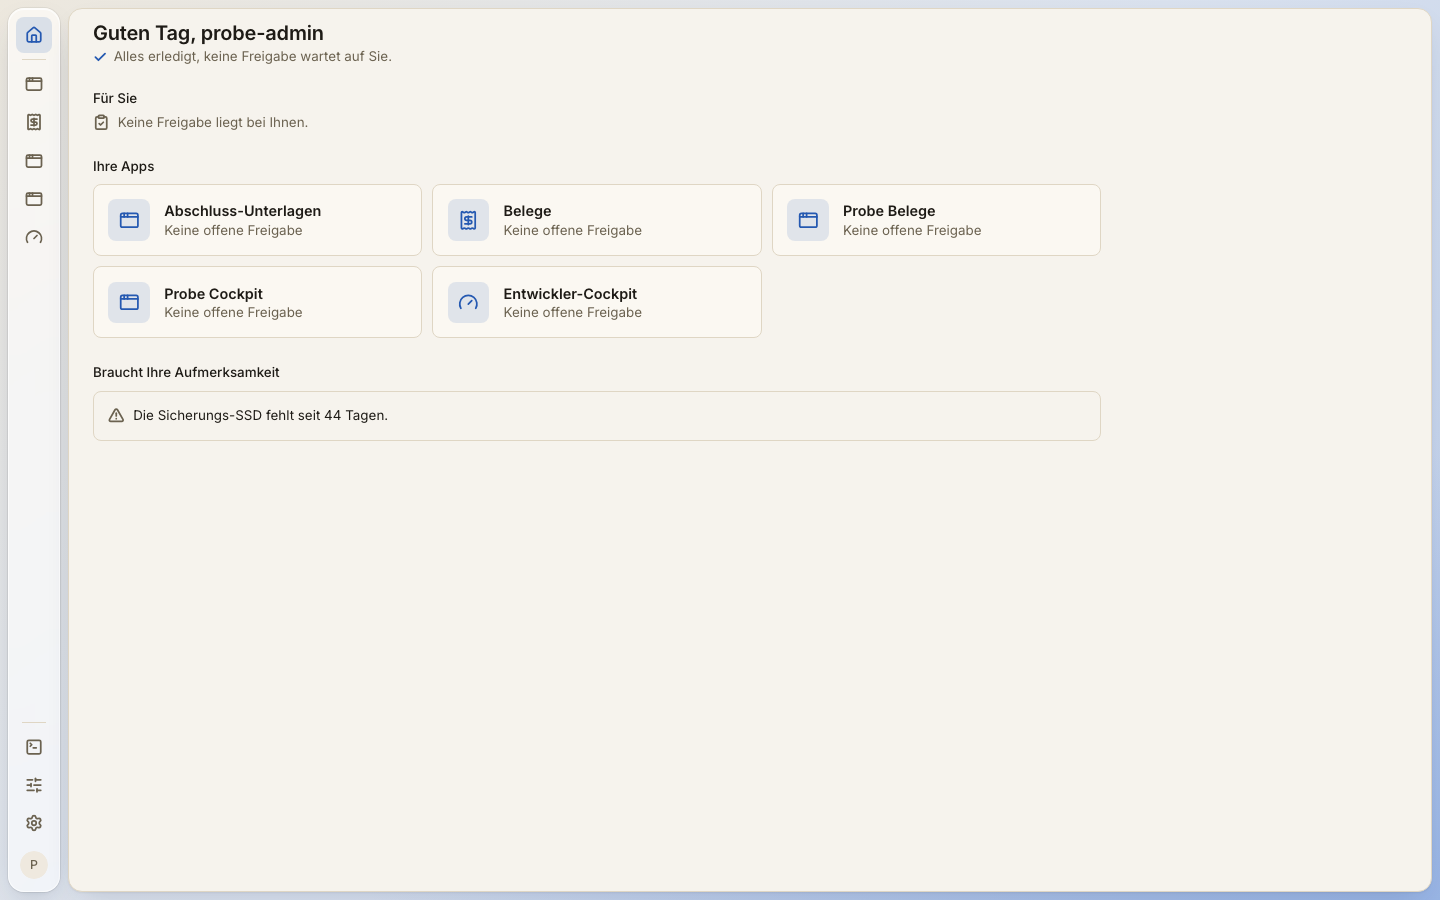 Guten Tag, probe-admin
Alles erledigt, keine Freigabe wartet auf Sie.
Für Sie
Keine Freigabe liegt bei Ihnen.
Ihre Apps
Abschluss-Unterlagen
Keine offene Freigabe
Belege
Keine offene Freigabe
Probe Belege
Keine offene Freigabe
Probe Cockpit
Keine offene Freigabe
Entwickler-Cockpit
Keine offene Freigabe
Braucht Ihre Aufmerksamkeit
Die Sicherungs-SSD fehlt seit 44 Tagen.
P